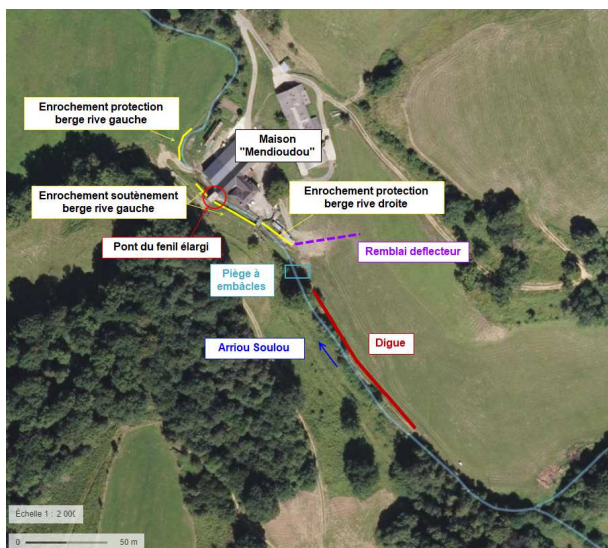 Enrochement protection
berge rive gauche
Maison
"Mendioudou"
Enrochement soutènement
berge rive gauche
Enrochement protection
berge rive droite
Pont du fenil élargi
Remblai deflecteur
Piège à
embâcles
Arriou Soulou
Digue
Échelle 1 : 2 000
0
50 m